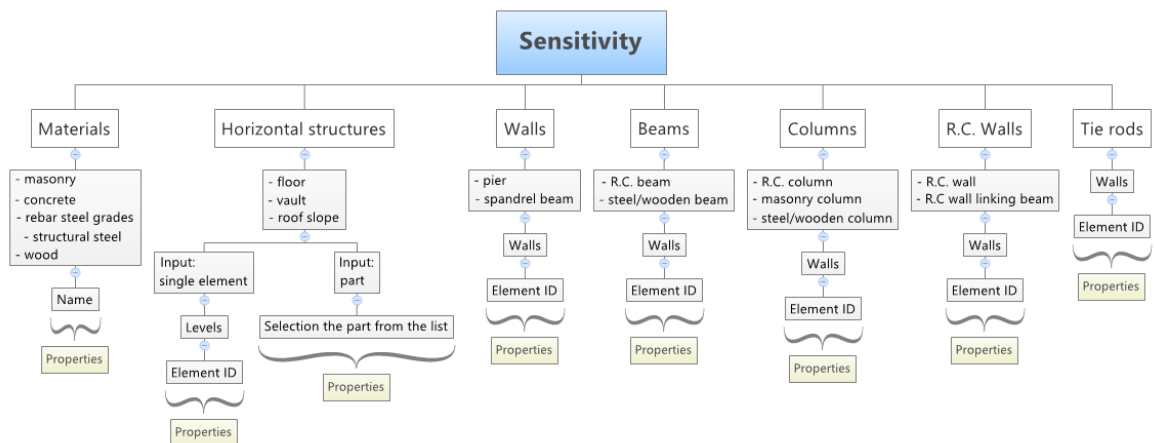 Sensitivity
Materials
Horizontal structures
Walls
Beams
Columns
R.C. Walls
Tie rods
- masonry
- concrete
- rebar steel grades
- structural steel
- wood
Name
Properties
- floor
- vault
- roof slope
Input:
single element
Levels
Element ID
Properties
Input:
part
Selection the part from the list
Properties
- pier
- spandrel beam
Walls
Element ID
Properties
- R.C. beam
- steel/wooden beam
Walls
Element ID
Properties
- R.C. column
- masonry column
- steel/wooden column
Walls
Element ID
Properties
- R.C. wall
- R.C wall linking beam
Walls
Element ID
Properties
Walls
Element ID
Properties